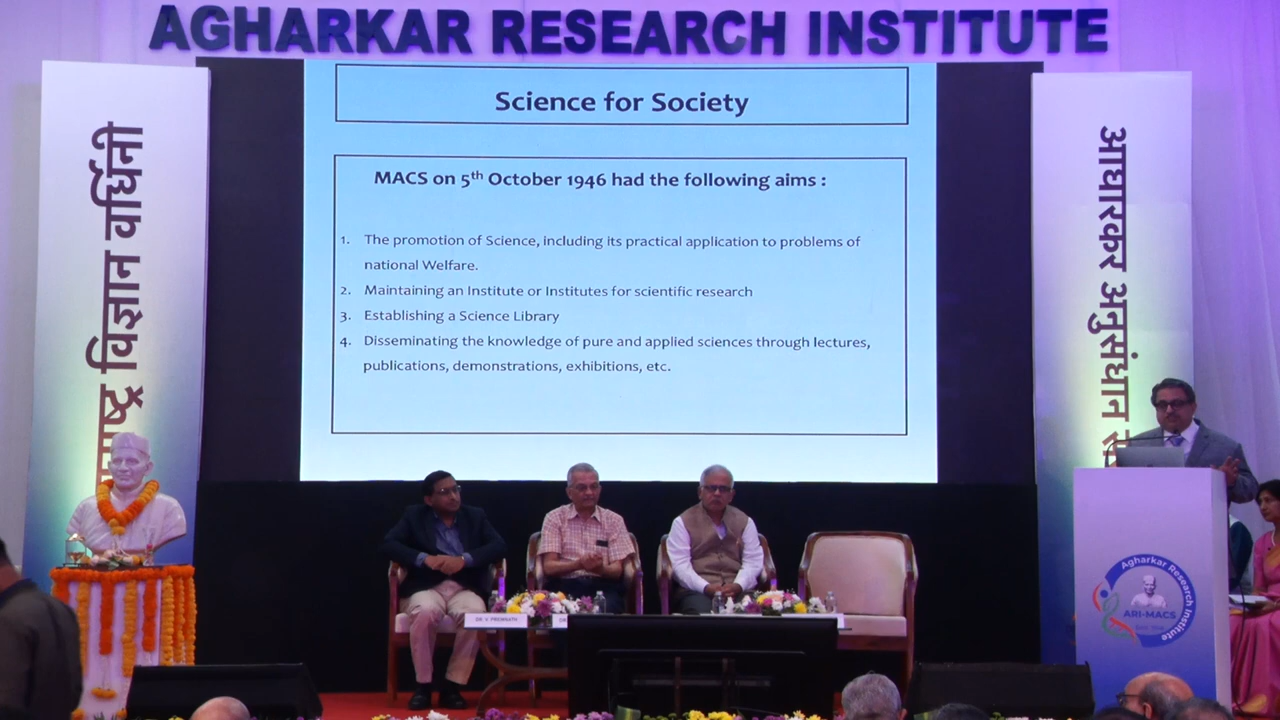 AGHARKAR RESEARCH INSTITUTE
Science for Society
MACS on 5th October 1946 had the following aims :
1. The promotion of Science, including its practical application to problems of
national Welfare.
2. Maintaining an Institute or Institutes for scientific research
3. Establishing a Science Library
4. Disseminating the knowledge of pure and applied sciences through lectures,
publications, demonstrations, exhibitions, etc.
विज्ञान वर्धिनी
आघारकर अनुसंधान
DR. V. PREMNATH
DR.
Agharkar Research Institute
ARI-MACS